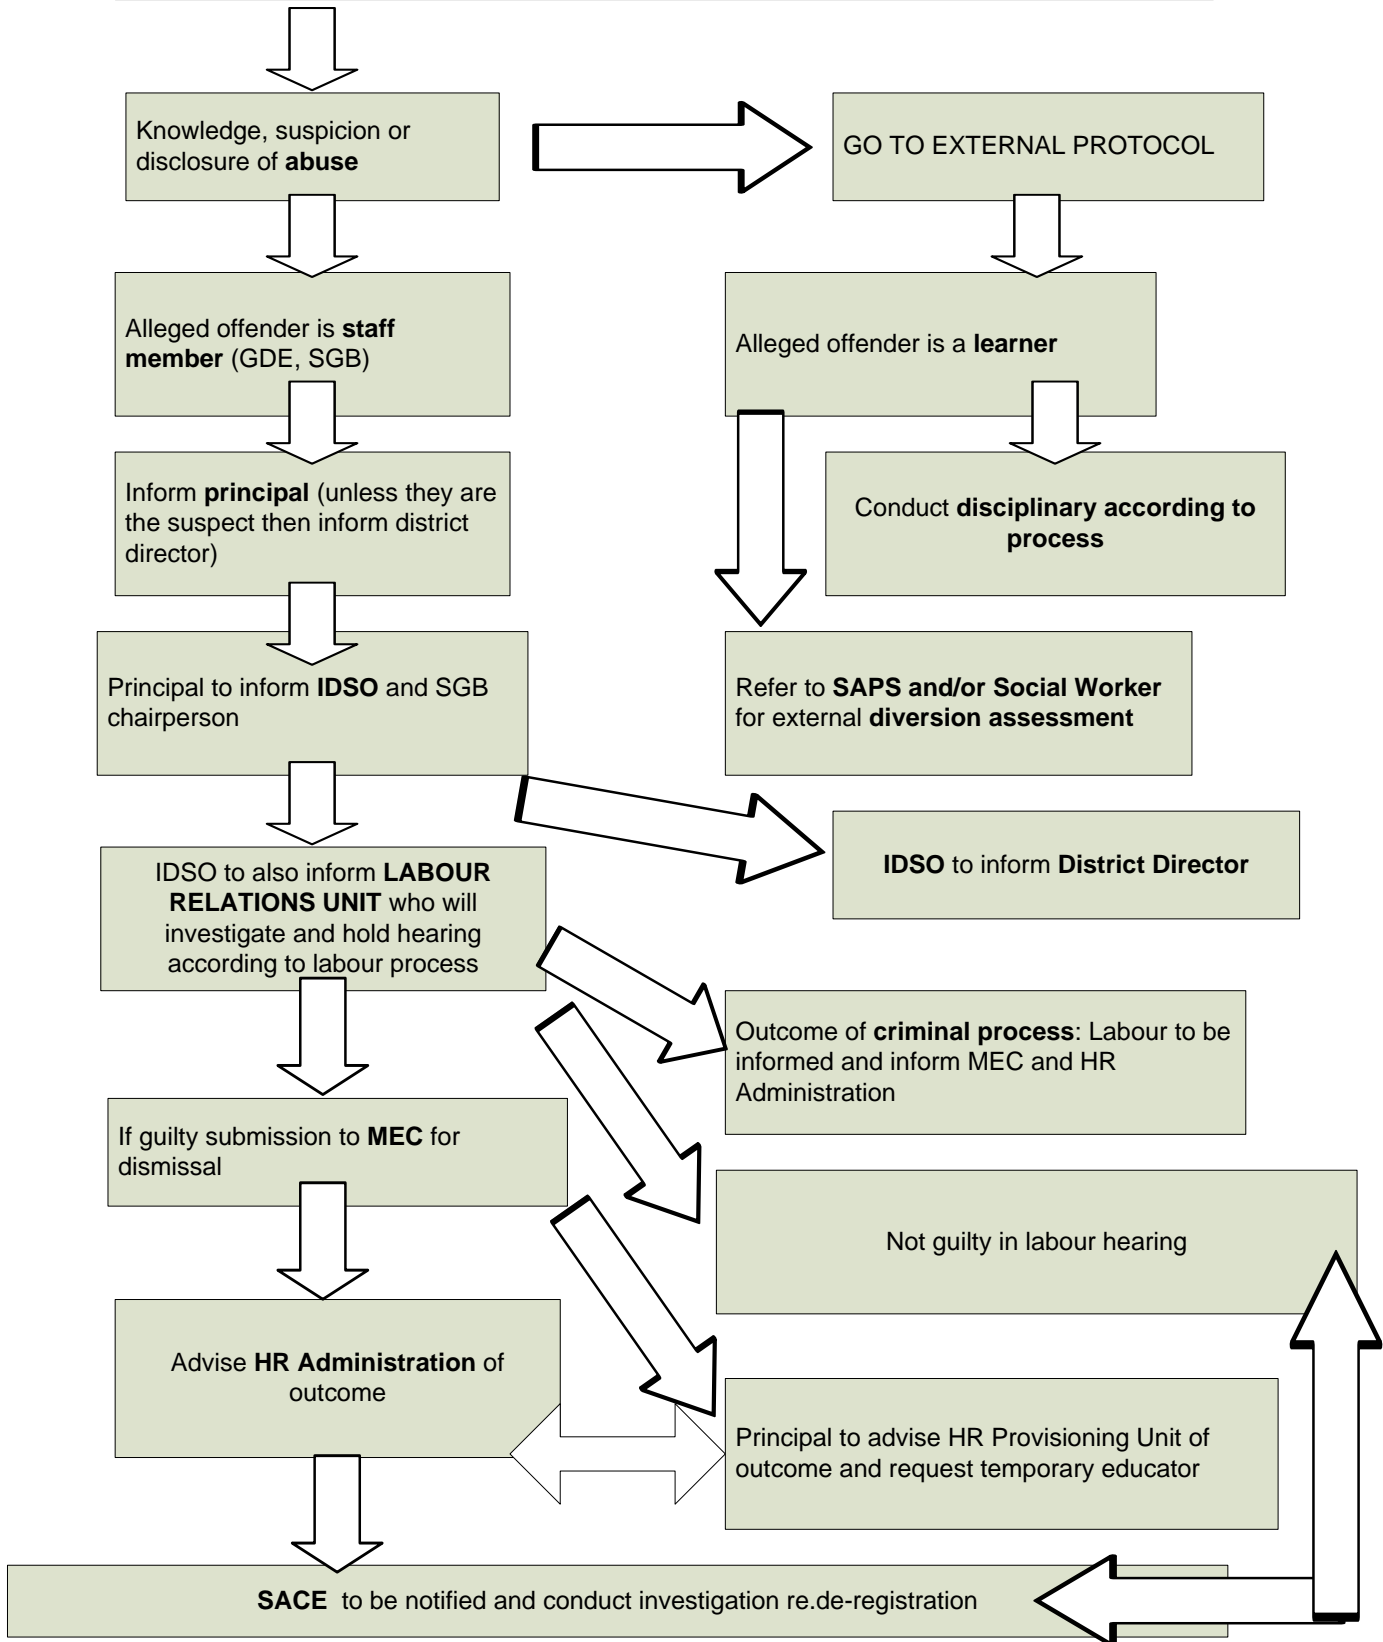 Knowledge, suspicion or
disclosure of abuse
GO TO EXTERNAL PROTOCOL
Alleged offender is staff
member (GDE, SGB)
Alleged offender is a learner
Inform principal (unless they are
the suspect then inform district
director)
Conduct disciplinary according to
process
Principal to inform IDSO and SGB
chairperson
Refer to SAPS and/or Social Worker
for external diversion assessment
IDSO to also inform LABOUR
RELATIONS UNIT who will
investigate and hold hearing
according to labour process
IDSO to inform District Director
Outcome of criminal process: Labour to be
informed and inform MEC and HR
Administration
If guilty submission to MEC for
dismissal
Not guilty in labour hearing
Advise HR Administration of
outcome
Principal to advise HR Provisioning Unit of
outcome and request temporary educator
SACE to be notified and conduct investigation re.de-registration